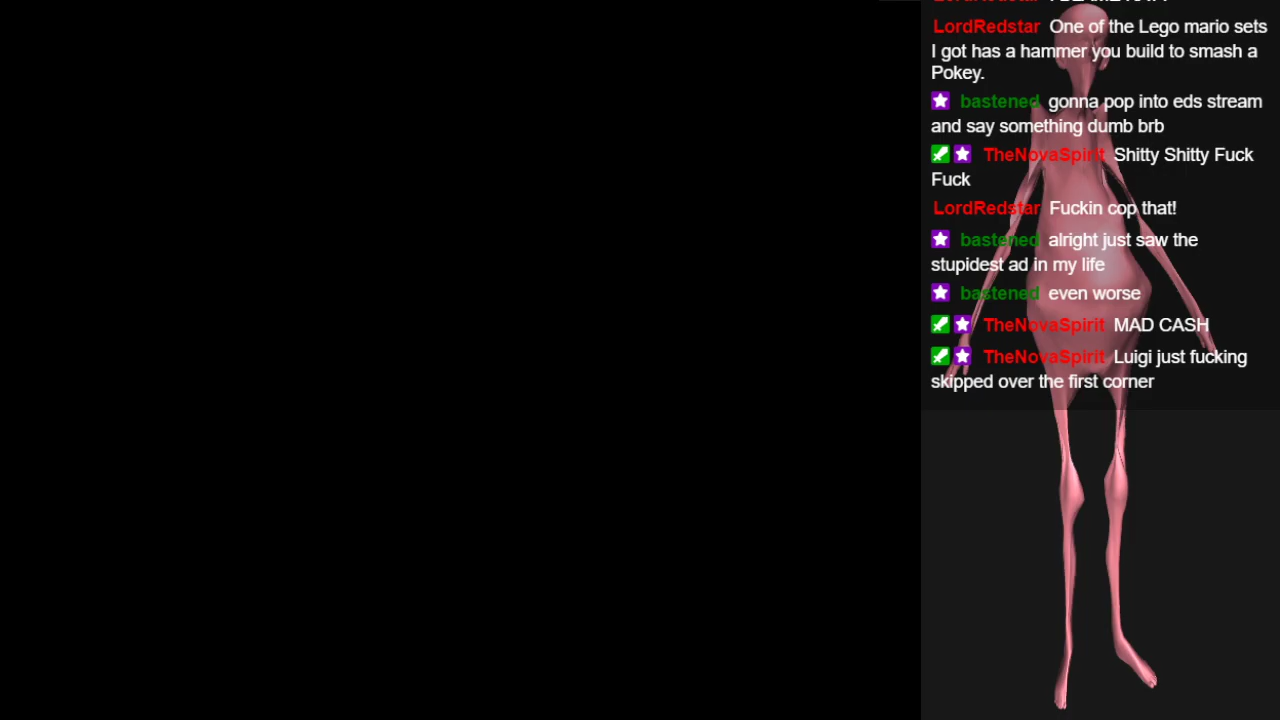 LordRedstar One of the Lego mario sets
I got has a hammer you build to smash a
Pokey.
bastened gonna pop into eds stream
and say something dumb brb
TheNovaSpirit Shitty Shitty Fuck
Fuck
LordRedstar Fuckin cop that!
bastened alright just saw the
stupidest ad in my life
bastened even worse
TheNovaSpirit MAD CASH
TheNovaSpirit Luigi just fucking
skipped over the first corner